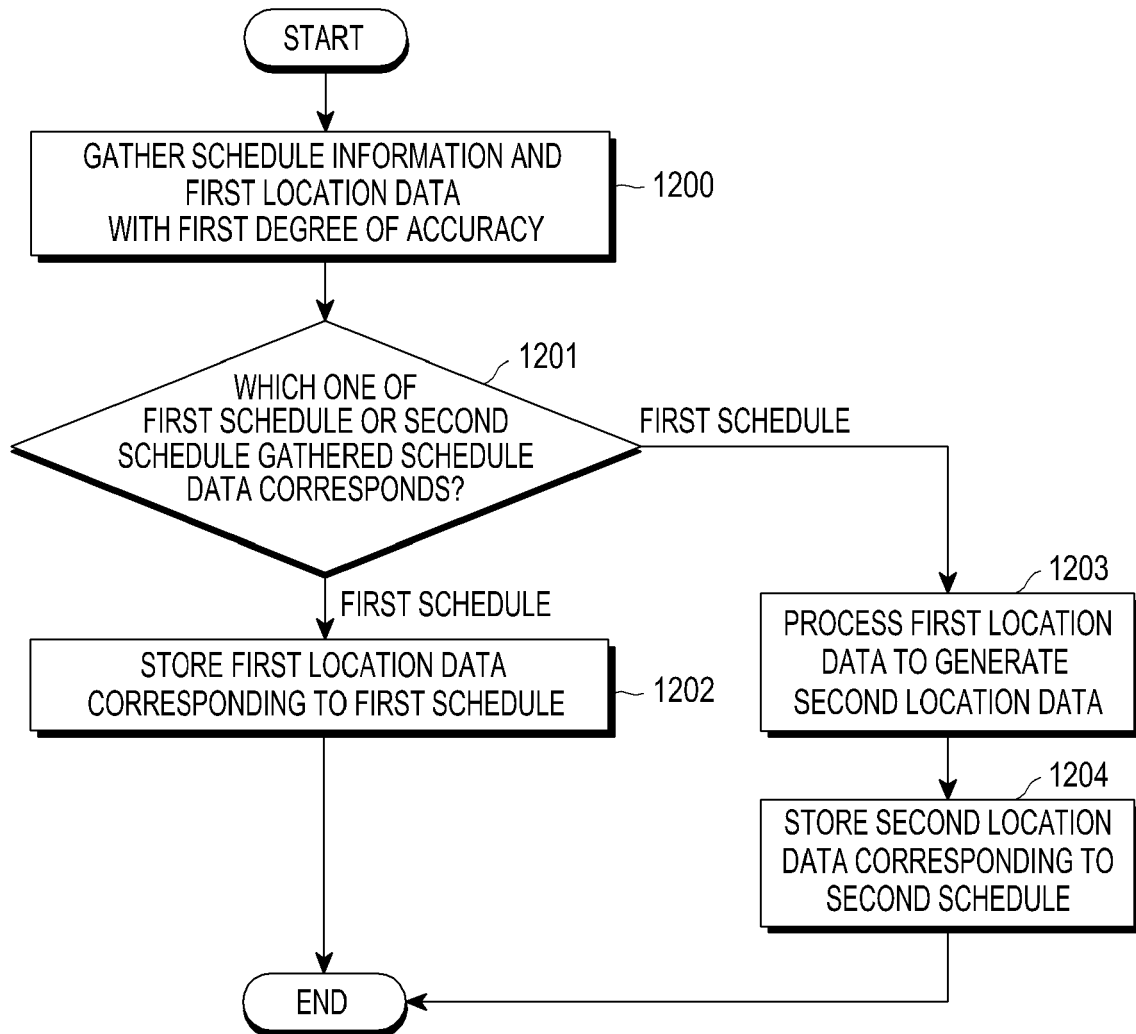 START
GATHER SCHEDULE INFORMATION AND
FIRST LOCATION DATA
WITH FIRST DEGREE OF ACCURACY
1200
1201
WHICH ONE OF
FIRST SCHEDULE OR SECOND
SCHEDULE GATHERED SCHEDULE
DATA CORRESPONDS?
FIRST SCHEDULE
FIRST SCHEDULE
STORE FIRST LOCATION DATA
CORRESPONDING TO FIRST SCHEDULE
1202
1203
PROCESS FIRST LOCATION
DATA TO GENERATE
SECOND LOCATION DATA
1204
STORE SECOND LOCATION
DATA CORRESPONDING TO
SECOND SCHEDULE
END